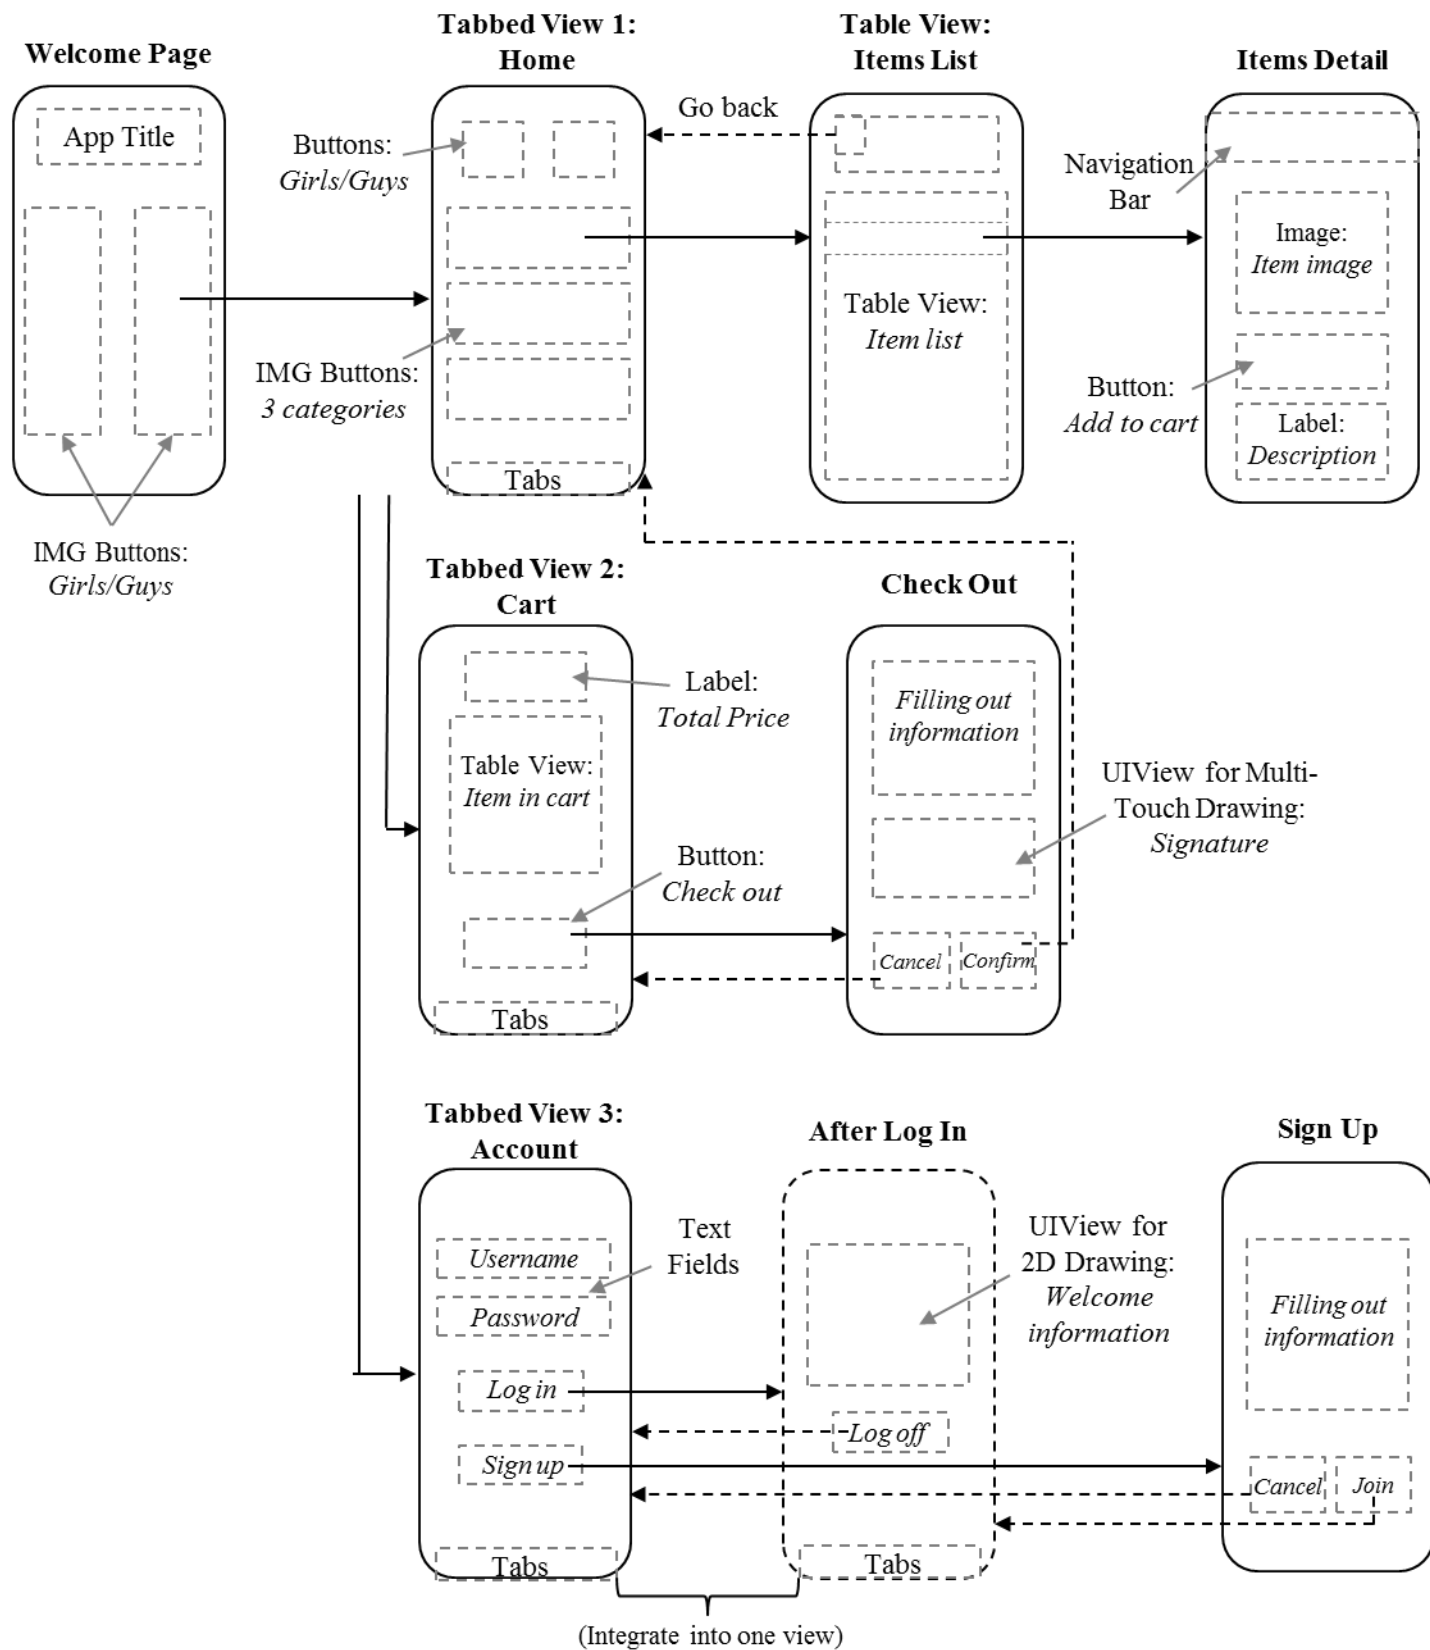 Welcome Page
App Title
IMG Buttons:
Girls/Guys
Tabbed View 1:
Home
Buttons:
Girls/Guys
IMG Buttons:
3 categories
Tabs
Go back
Table View:
Items List
Table View:
Item list
Items Detail
Navigation
Bar
Image:
Item image
Button:
Add to cart
Label:
Description
Tabbed View 2:
Cart
Label:
Total Price
Table View:
Item in cart
Button:
Check out
Tabs
Check Out
Filling out
information
UIView for Multi-
Touch Drawing:
Signature
Cancel
Confirm
Tabbed View 3:
Account
Username
Password
Text
Fields
Log in
Sign up
Tabs
After Log In
UIView for
2D Drawing:
Welcome
information
Log off
Tabs
Sign Up
Filling out
information
Cancel
Join
(Integrate into one view)